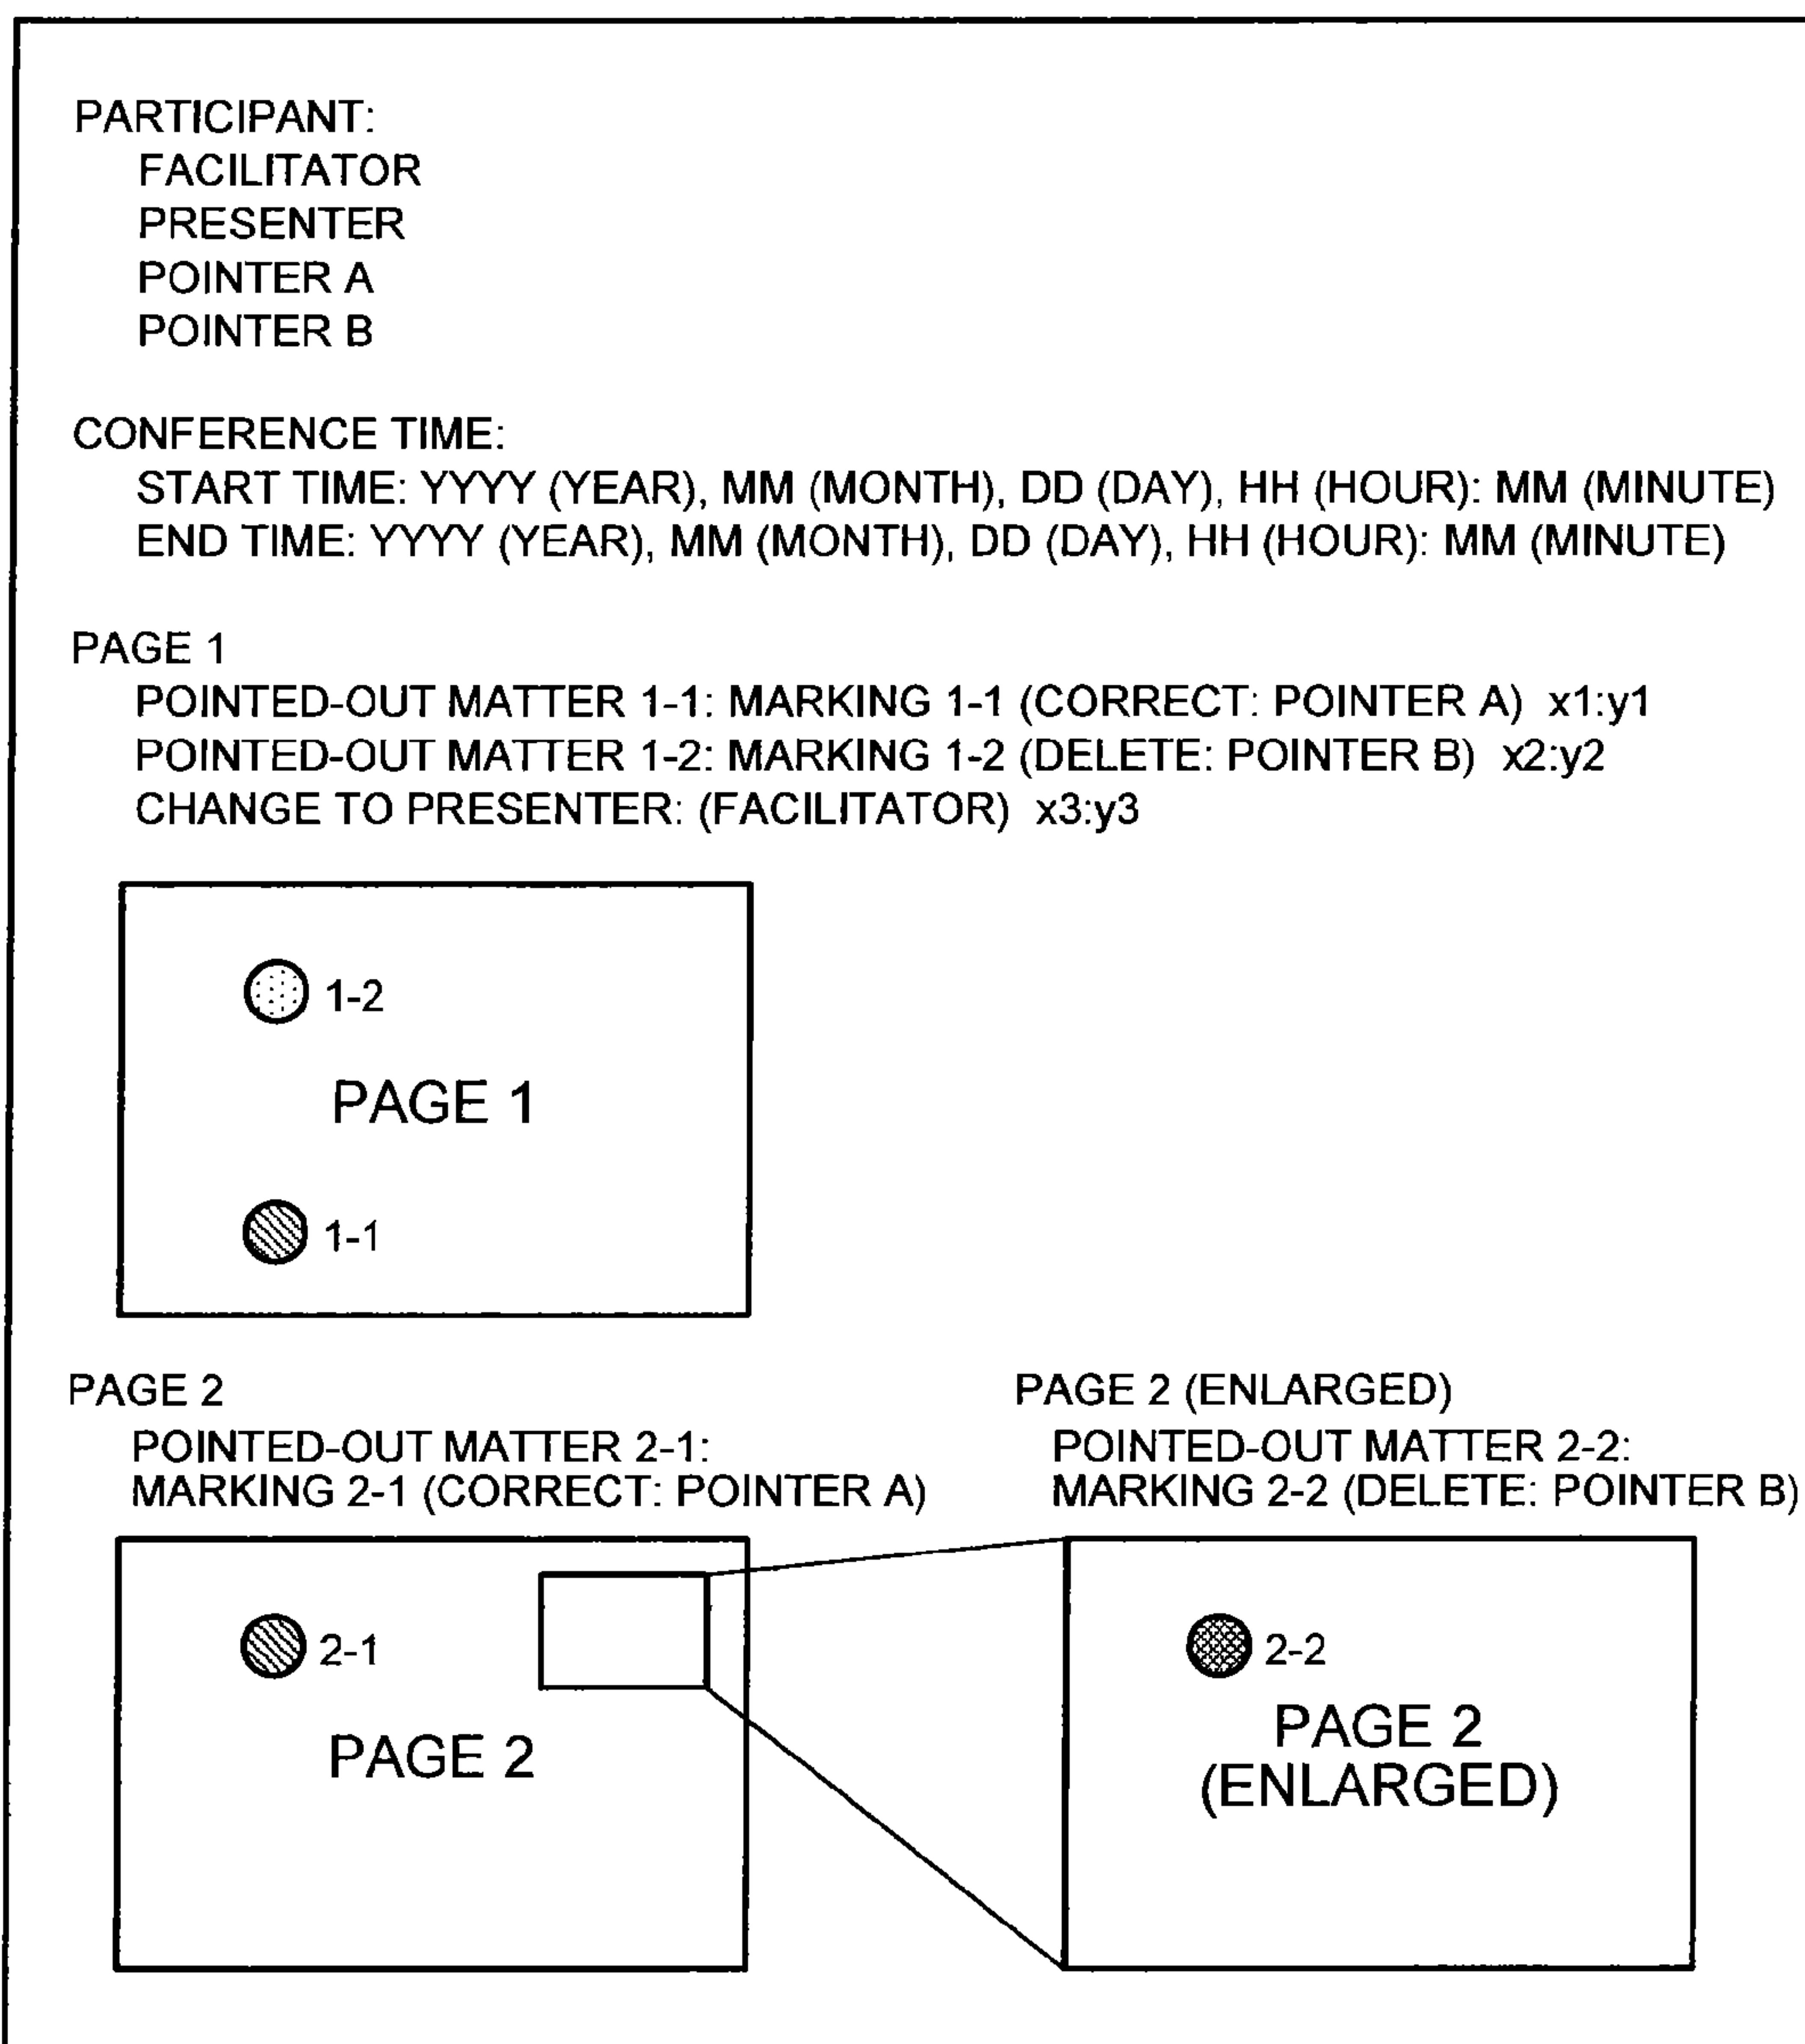 PARTICIPANT:
FACILITATOR
PRESENTER
POINTER A
POINTER B
CONFERENCE TIME:
START TIME: YYYY (YEAR), MM (MONTH), DD (DAY), HH (HOUR): MM (MINUTE)
END TIME: YYYY (YEAR), MM (MONTH), DD (DAY), HH (HOUR): MM (MINUTE)
PAGE 1
POINTED-OUT MATTER 1-1: MARKING 1-1 (CORRECT: POINTER A) x1:y1
POINTED-OUT MATTER 1-2: MARKING 1-2 (DELETE: POINTER B) x2:y2
CHANGE TO PRESENTER: (FACILITATOR) x3:y3
1-2
PAGE 1
1-1
PAGE 2
POINTED-OUT MATTER 2-1:
MARKING 2-1 (CORRECT: POINTER A)
2-1
PAGE 2
PAGE 2 (ENLARGED)
POINTED-OUT MATTER 2-2:
MARKING 2-2 (DELETE: POINTER B)
2-2
PAGE 2
(ENLARGED)